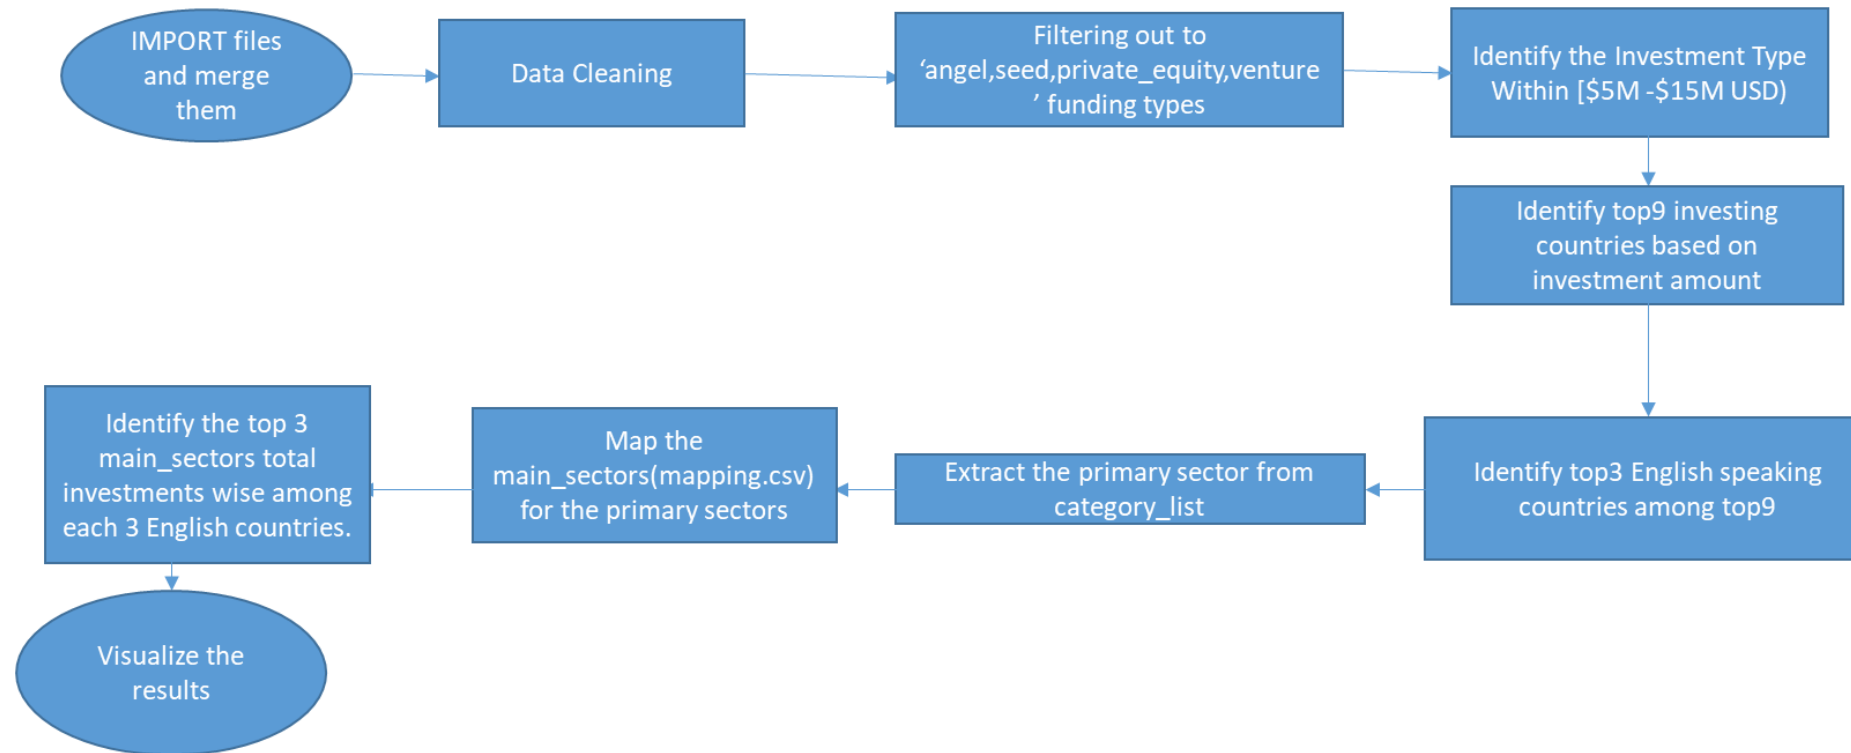 IMPORT files
and merge
them
Data Cleaning
Filtering out to
‘angel,seed,private_equity,venture
’ funding types
Identify the Investment Type
Within [$5M -$15M USD)
Identify top9 investing
countries based on
investment amount
Identify top3 English speaking
countries among top9
Extract the primary sector from
category_list
Map the
main_sectors(mapping.csv)
for the primary sectors
Identify the top 3
main_sectors total
investments wise among
each 3 English countries.
Visualize the
results